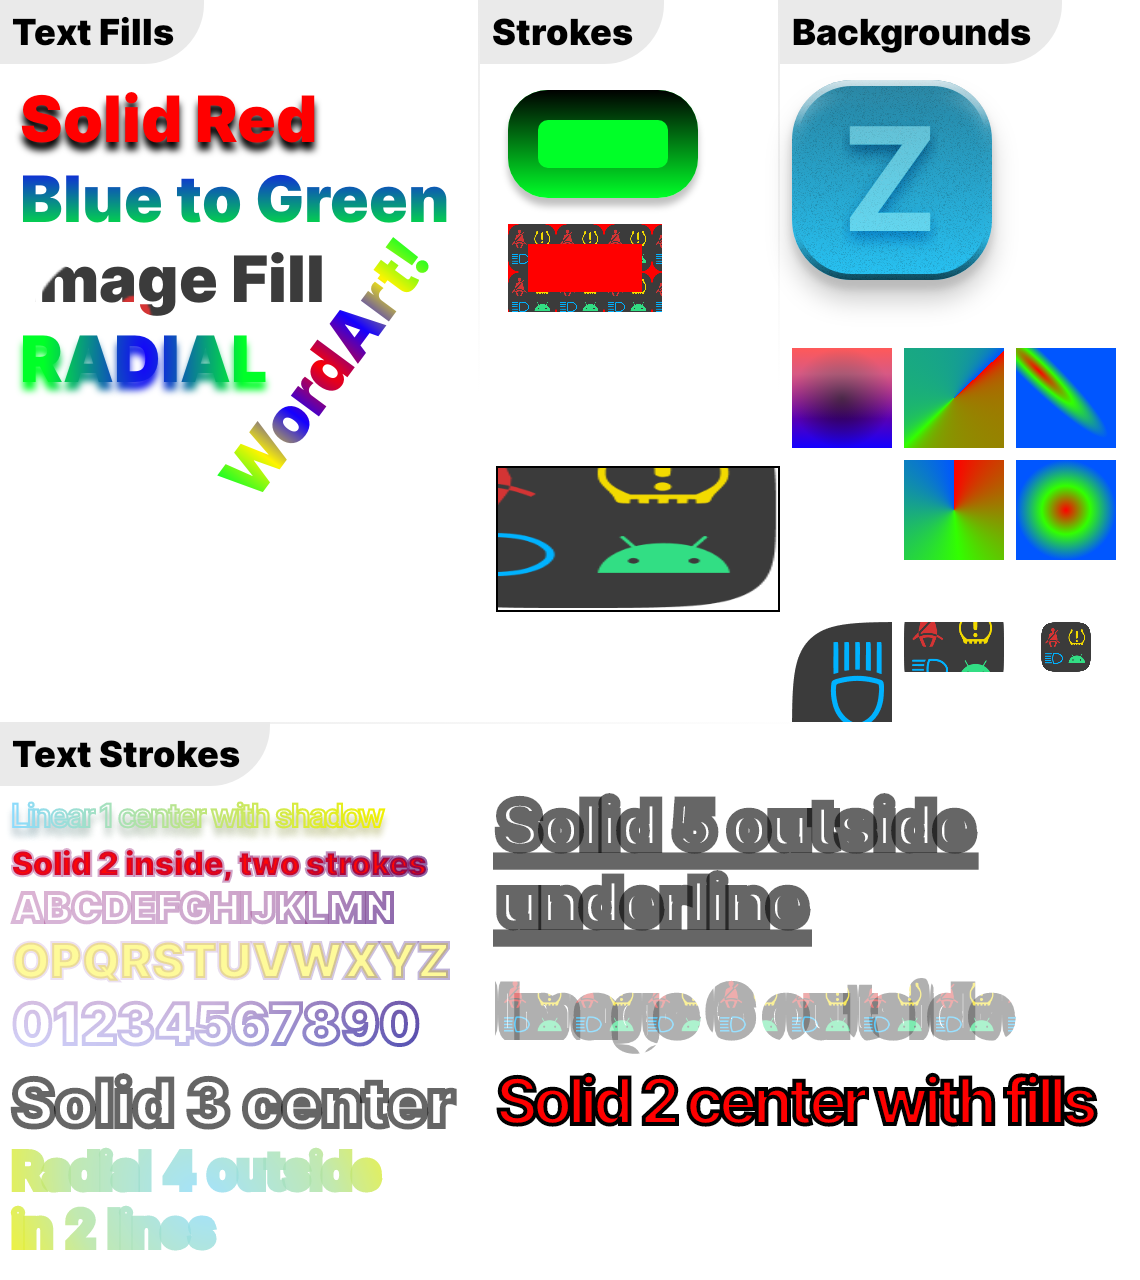 Text Fills
Solid Red
Blue to Green
mage Fill
RADIAL
WordArt!
Strokes
Backgrounds
Z
Text Strokes
Linear 1 center with shadow
Solid 2 inside, two strokes
ABCDEFGHIJKLMN
OPQRSTUVWXYZ
01234567890
Solid 3 center
Radial 4 outside
in 2 lines
Solid 5 outside
underline
Image 6 outside
Solid 2 center with fills